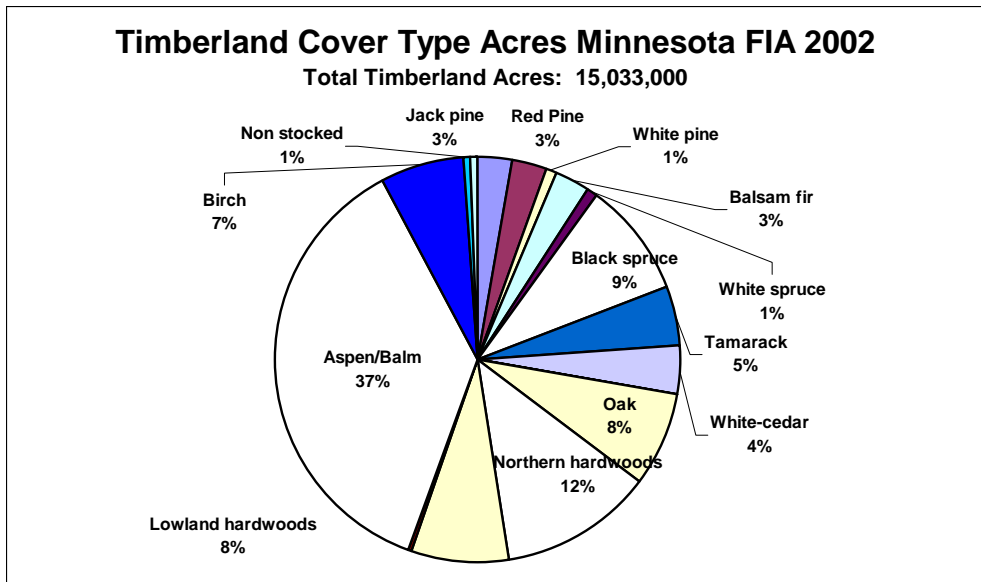 Timberland Cover Type Acres Minnesota FIA 2002
Total Timberland Acres: 15,033,000
Jack pine
3%
Red Pine
3%
White pine
1%
Non stocked
1%
Birch
7%
Balsam fir
3%
Black spruce
9%
White spruce
1%
Tamarack
5%
Aspen/Balm
37%
Oak
8%
White-cedar
4%
Northern hardwoods
12%
Lowland hardwoods
8%